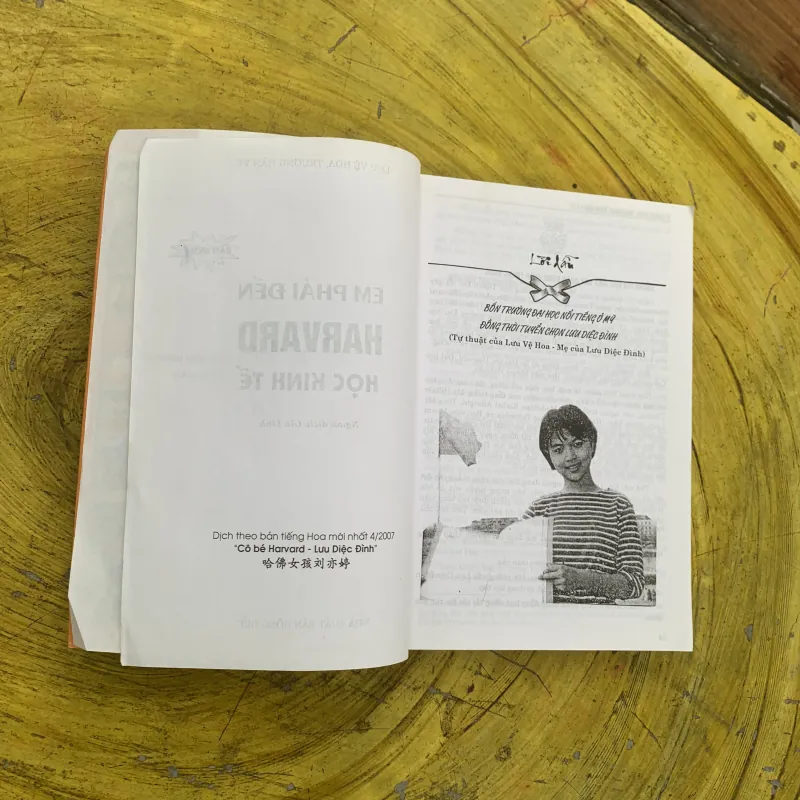 EM PHẢI ĐẾN
HARVARD
HỌC KINH TẾ
Dịch theo bản tiếng Hoa mới nhất 4/2007
"Cô bé Harvard - Lưu Diệc Đình"
哈佛女孩刘亦婷
Lời dẫn
BỐN TRƯỜNG ĐẠI HỌC NỔI TIẾNG Ở MỸ
ĐỒNG THỜI TUYỂN CHỌN LƯU DIỆC ĐÌNH
(Tự thuật của Lưu Vệ Hoa - Mẹ của Lưu Diệc Đình)